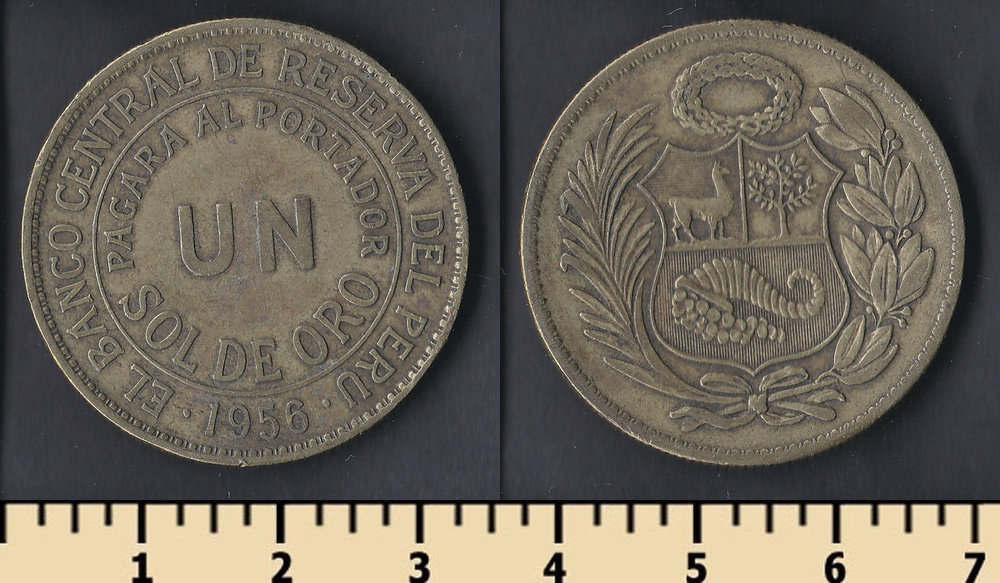 EL BANCO CENTRAL DE RESERVA DEL PERU
PAGARA AL PORTADOR
UN
SOL DE ORO
· 1956 ·
1 2 3 4 5 6 7